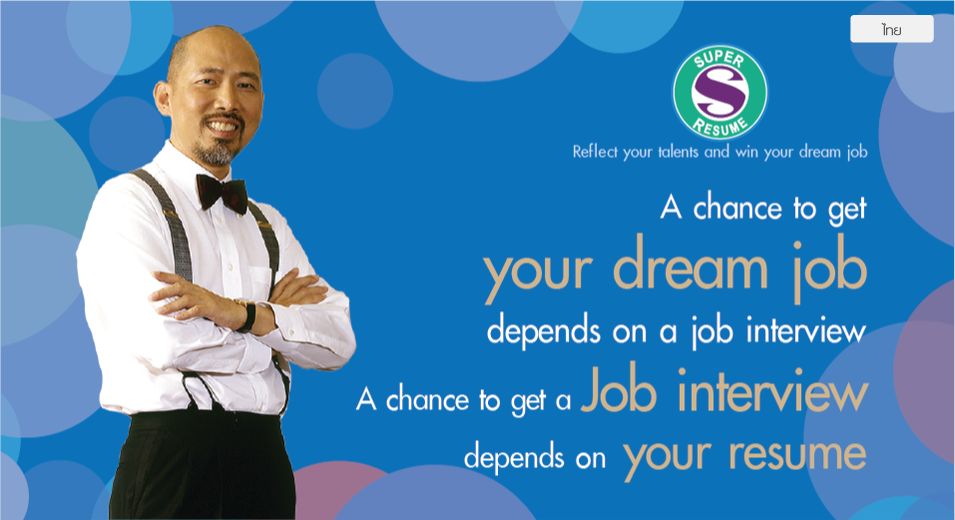 ไทย
SUPER
S
RESUME
Reflect your talents and win your dream job
A chance to get
your dream job
depends on a job interview
A chance to get a Job interview
depends on your resume